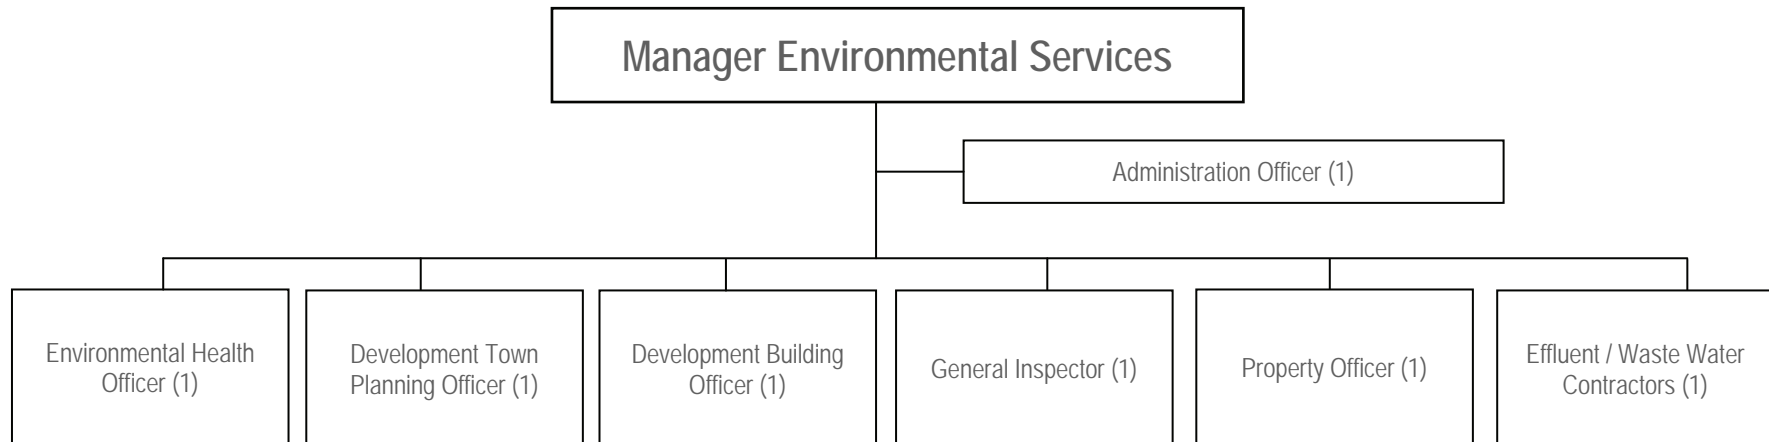 Manager Environmental Services
Administration Officer (1)
Environmental Health
Officer (1)
Development Town
Planning Officer (1)
Development Building
Officer (1)
General Inspector (1)
Property Officer (1)
Effluent / Waste Water
Contractors (1)